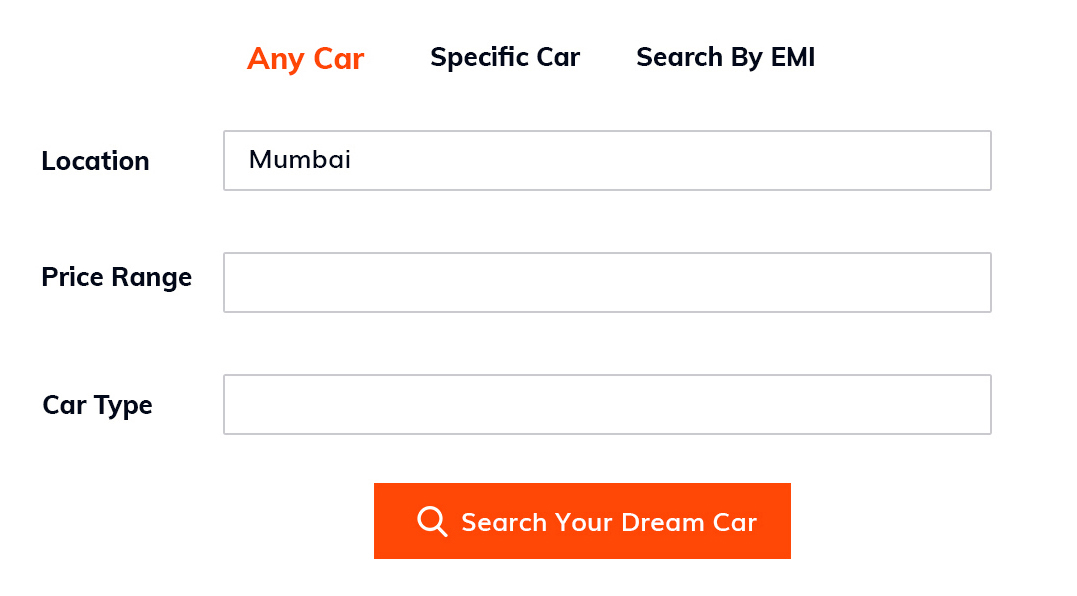 Any Car Specific Car Search By EMI
Location Mumbai
Price Range
Car Type
Search Your Dream Car